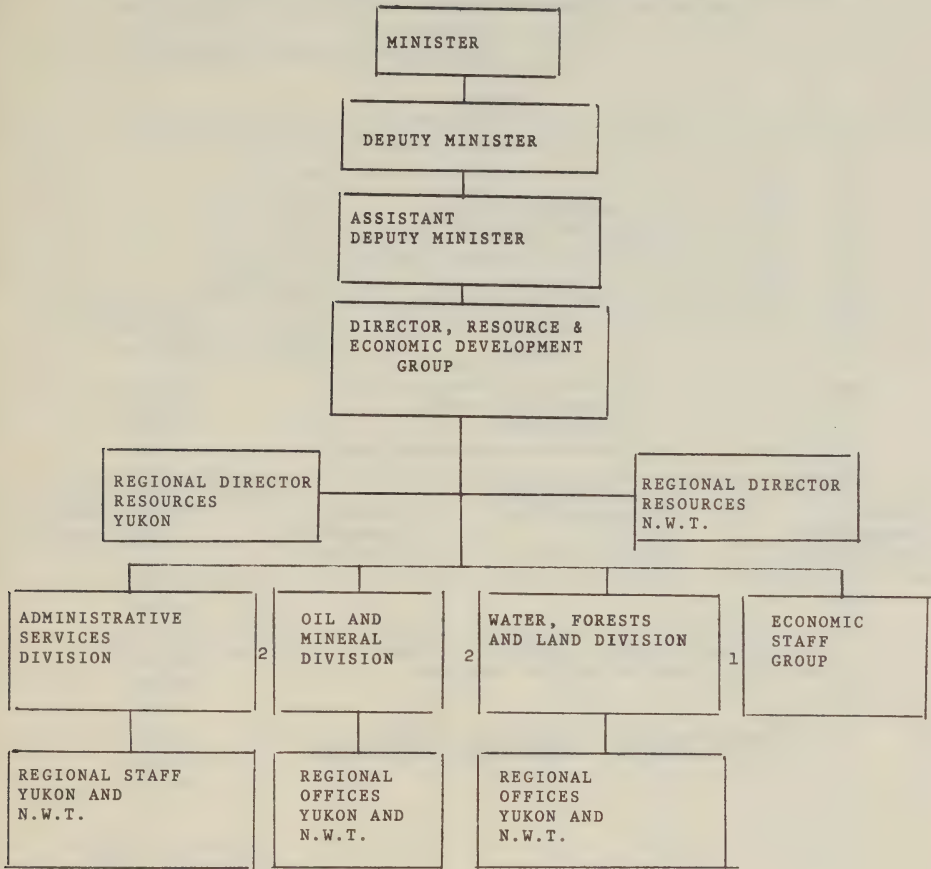 MINISTER
DEPUTY MINISTER
ASSISTANT
DEPUTY MINISTER
DIRECTOR, RESOURCE &
ECONOMIC DEVELOPMENT
GROUP
REGIONAL DIRECTOR
RESOURCES
YUKON
REGIONAL DIRECTOR
RESOURCES
N.W.T.
ADMINISTRATIVE
SERVICES
DIVISION
2
OIL AND
MINERAL
DIVISION
2
WATER, FORESTS
AND LAND DIVISION
1
ECONOMIC
STAFF
GROUP
REGIONAL STAFF
YUKON AND
N.W.T.
REGIONAL
OFFICES
YUKON AND
N.W.T.
REGIONAL
OFFICES
YUKON AND
N.W.T.